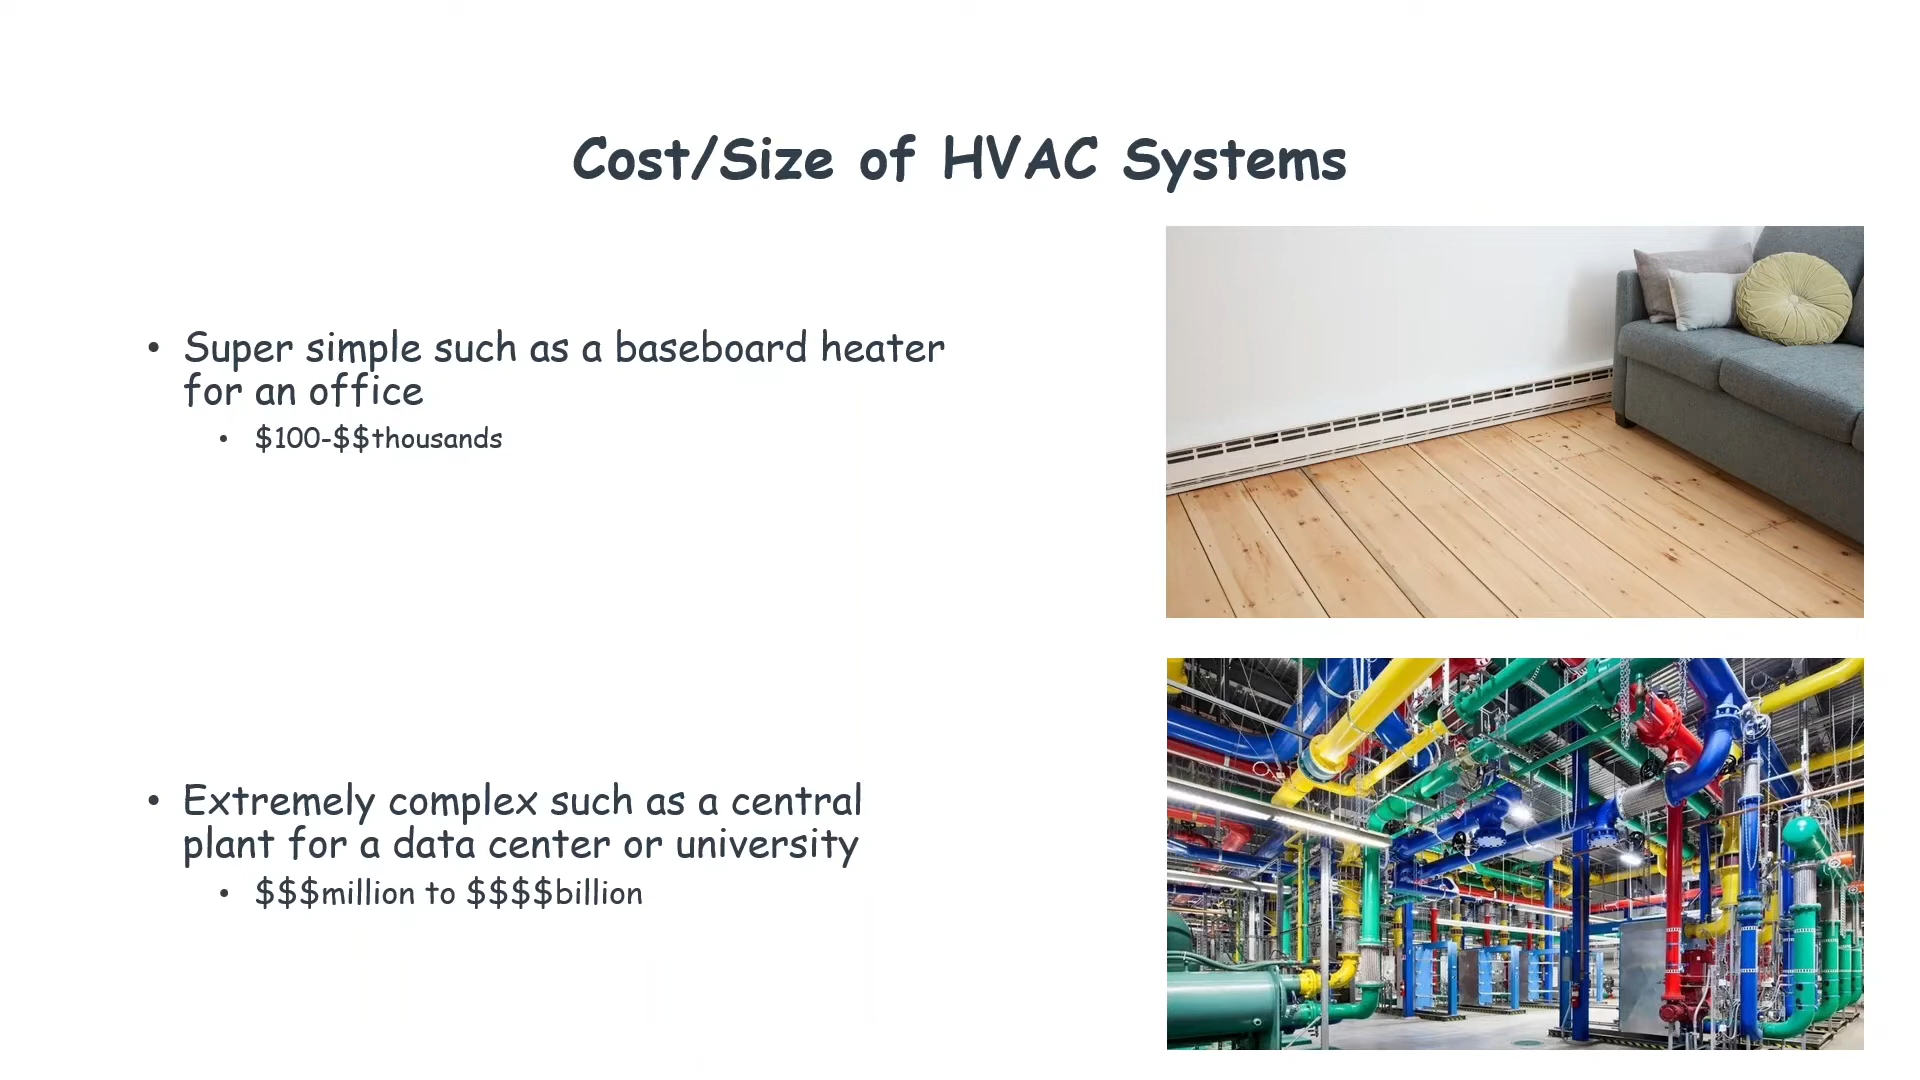 Cost/Size of HVAC Systems
• Super simple such as a baseboard heater
for an office
• $100-$$thousands
• Extremely complex such as a central
plant for a data center or university
• $$$million to $$$$billion